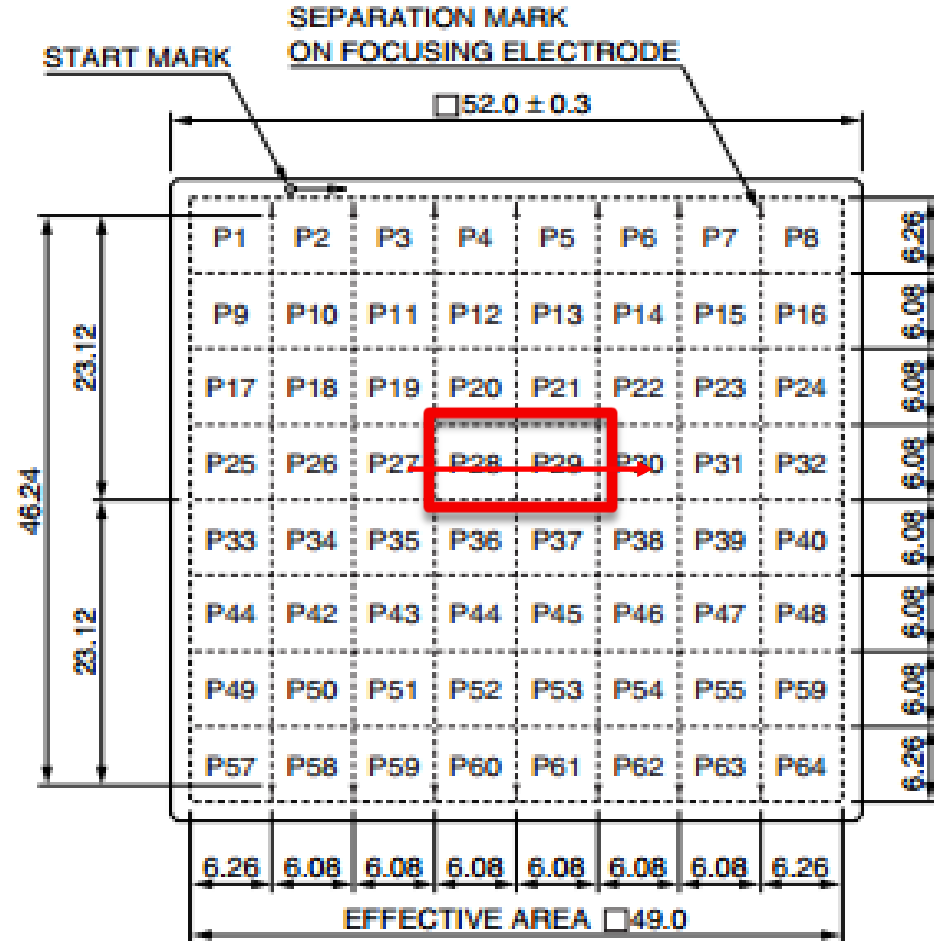 SEPARATION MARK
ON FOCUSING ELECTRODE
START MARK
□52.0 ± 0.3
P1 P2 P3 P4 P5 P6 P7 P8
6.26
P9 P10 P11 P12 P13 P14 P15 P16
6.08
23.12
P17 P18 P19 P20 P21 P22 P23 P24
6.08
P25 P26 P27 P28 P29 P30 P31 P32
6.08
46.24
P33 P34 P35 P36 P37 P38 P39 P40
6.08
P44 P42 P43 P44 P45 P46 P47 P48
6.08
23.12
P49 P50 P51 P52 P53 P54 P55 P59
6.08
P57 P58 P59 P60 P61 P62 P63 P64
6.26
6.26 6.08 6.08 6.08 6.08 6.08 6.08 6.26
EFFECTIVE AREA □49.0